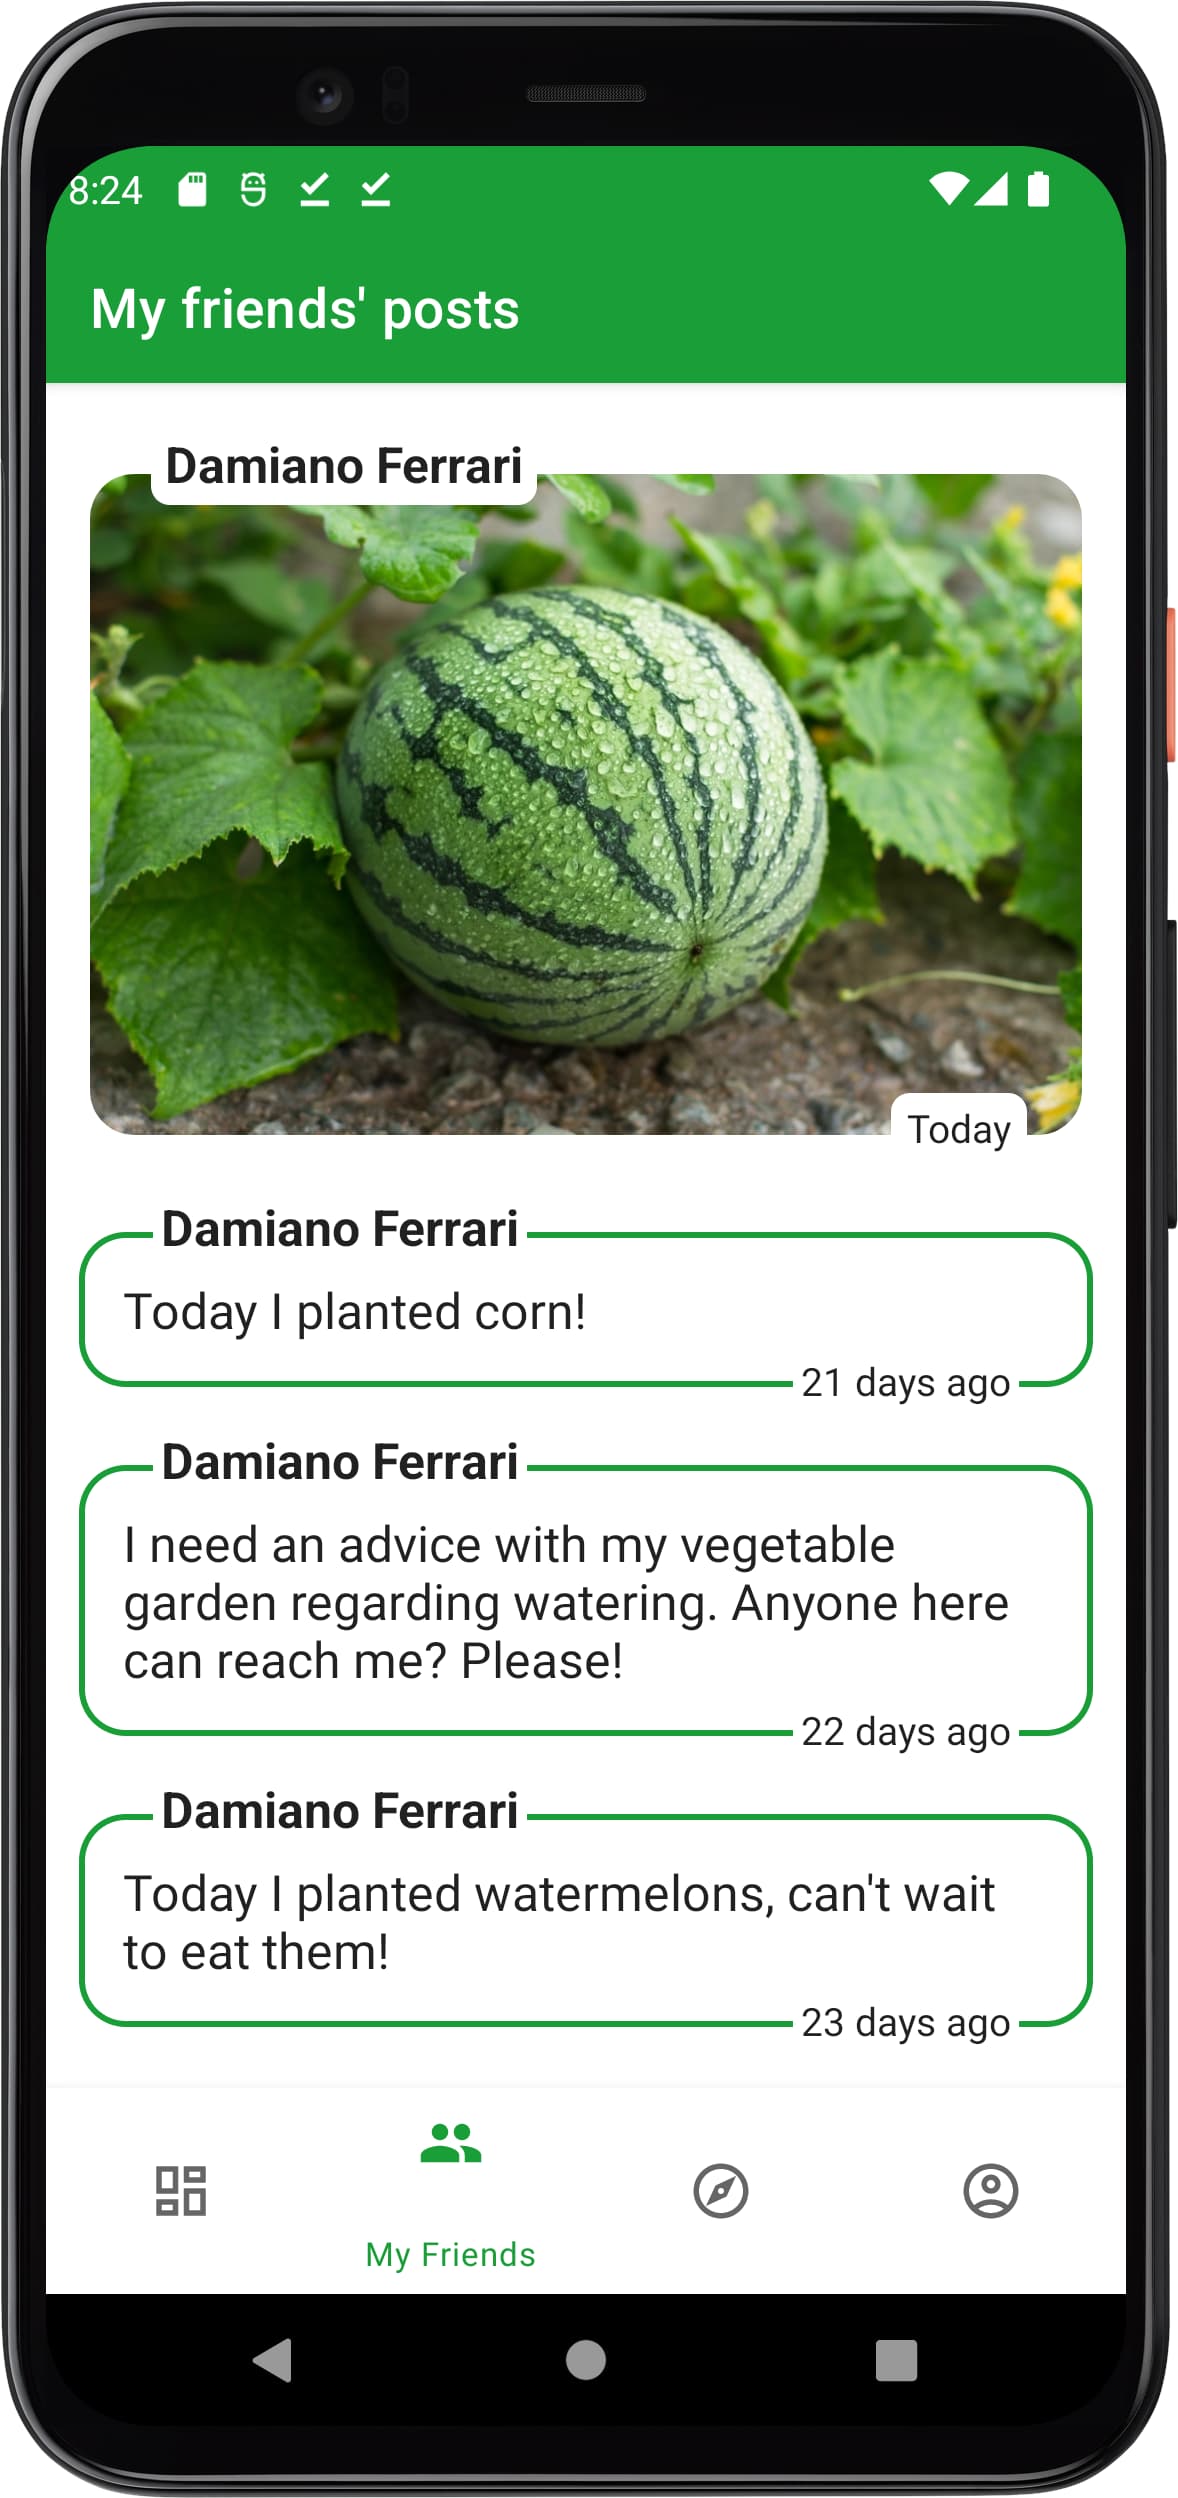 8:24
My friends' posts
Damiano Ferrari
Today
Damiano Ferrari
Today I planted corn!
21 days ago
Damiano Ferrari
I need an advice with my vegetable
garden regarding watering. Anyone here
can reach me? Please!
22 days ago
Damiano Ferrari
Today I planted watermelons, can't wait
to eat them!
23 days ago
My Friends